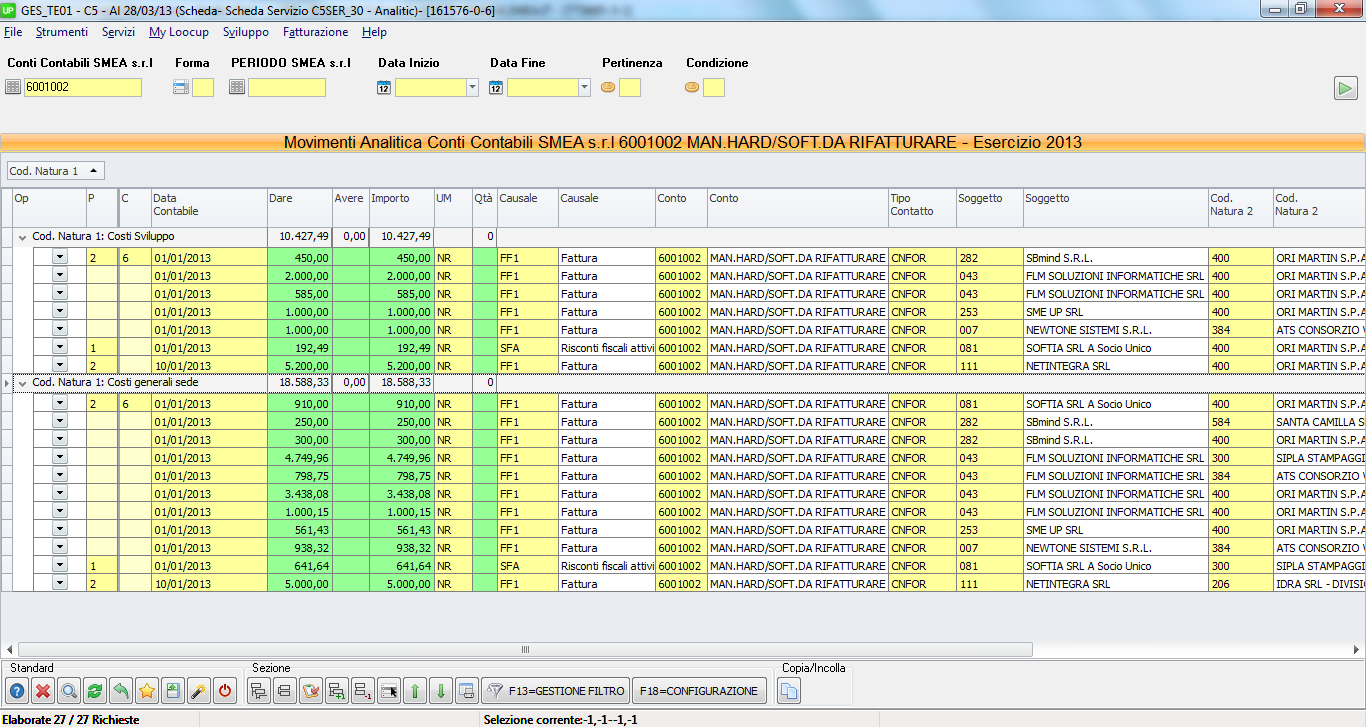 UP GES_TE01 - C5 - Al 28/03/13 (Scheda- Scheda Servizio C5SER_30 - Analitic)- [161576-0-6]
File Strumenti Servizi My Loocup Sviluppo Fatturazione Help
Conti Contabili SMEA s.r.l Forma PERIODO SMEA s.r.l Data Inizio Data Fine Pertinenza Condizione
6001002 12 12
Movimenti Analitica Conti Contabili SMEA s.r.l 6001002 MAN.HARD/SOFT.DA RIFATTURARE - Esercizio 2013
Cod. Natura 1
Op P C Data Contabile Dare Avere Importo UM Qtà Causale Causale Conto Conto Tipo Contatto Soggetto Soggetto Cod. Natura 2 Cod. Natura 2
Cod. Natura 1: Costi Sviluppo 10.427,49 0,00 10.427,49 0
2 6 01/01/2013 450,00 450,00 NR FF1 Fattura 6001002 MAN.HARD/SOFT.DA RIFATTURARE CNFOR 282 SBmind S.R.L. 400 ORI MARTIN S.P.A
01/01/2013 2.000,00 2.000,00 NR FF1 Fattura 6001002 MAN.HARD/SOFT.DA RIFATTURARE CNFOR 043 FLM SOLUZIONI INFORMATICHE SRL 400 ORI MARTIN S.P.A
01/01/2013 585,00 585,00 NR FF1 Fattura 6001002 MAN.HARD/SOFT.DA RIFATTURARE CNFOR 043 FLM SOLUZIONI INFORMATICHE SRL 400 ORI MARTIN S.P.A
01/01/2013 1.000,00 1.000,00 NR FF1 Fattura 6001002 MAN.HARD/SOFT.DA RIFATTURARE CNFOR 253 SME UP SRL 400 ORI MARTIN S.P.A
01/01/2013 1.000,00 1.000,00 NR FF1 Fattura 6001002 MAN.HARD/SOFT.DA RIFATTURARE CNFOR 007 NEWTONE SISTEMI S.R.L. 384 ATS CONSORZIO
1 01/01/2013 192,49 192,49 NR SFA Risconti fiscali attivi 6001002 MAN.HARD/SOFT.DA RIFATTURARE CNFOR 081 SOFTIA SRL A Socio Unico 400 ORI MARTIN S.P.A
2 10/01/2013 5.200,00 5.200,00 NR FF1 Fattura 6001002 MAN.HARD/SOFT.DA RIFATTURARE CNFOR 111 NETINTEGRA SRL 400 ORI MARTIN S.P.A
Cod. Natura 1: Costi generali sede 18.588,33 0,00 18.588,33 0
2 6 01/01/2013 910,00 910,00 NR FF1 Fattura 6001002 MAN.HARD/SOFT.DA RIFATTURARE CNFOR 081 SOFTIA SRL A Socio Unico 400 ORI MARTIN S.P.A
01/01/2013 250,00 250,00 NR FF1 Fattura 6001002 MAN.HARD/SOFT.DA RIFATTURARE CNFOR 282 SBmind S.R.L. 584 SANTA CAMILLA S
01/01/2013 300,00 300,00 NR FF1 Fattura 6001002 MAN.HARD/SOFT.DA RIFATTURARE CNFOR 282 SBmind S.R.L. 400 ORI MARTIN S.P.A
01/01/2013 4.749,96 4.749,96 NR FF1 Fattura 6001002 MAN.HARD/SOFT.DA RIFATTURARE CNFOR 043 FLM SOLUZIONI INFORMATICHE SRL 300 SIPLA STAMPAGGI
01/01/2013 798,75 798,75 NR FF1 Fattura 6001002 MAN.HARD/SOFT.DA RIFATTURARE CNFOR 043 FLM SOLUZIONI INFORMATICHE SRL 384 ATS CONSORZIO
01/01/2013 3.438,08 3.438,08 NR FF1 Fattura 6001002 MAN.HARD/SOFT.DA RIFATTURARE CNFOR 043 FLM SOLUZIONI INFORMATICHE SRL 400 ORI MARTIN S.P.A
01/01/2013 1.000,15 1.000,15 NR FF1 Fattura 6001002 MAN.HARD/SOFT.DA RIFATTURARE CNFOR 043 FLM SOLUZIONI INFORMATICHE SRL 400 ORI MARTIN S.P.A
01/01/2013 561,43 561,43 NR FF1 Fattura 6001002 MAN.HARD/SOFT.DA RIFATTURARE CNFOR 253 SME UP SRL 400 ORI MARTIN S.P.A
01/01/2013 938,32 938,32 NR FF1 Fattura 6001002 MAN.HARD/SOFT.DA RIFATTURARE CNFOR 007 NEWTONE SISTEMI S.R.L. 384 ATS CONSORZIO
1 01/01/2013 641,64 641,64 NR SFA Risconti fiscali attivi 6001002 MAN.HARD/SOFT.DA RIFATTURARE CNFOR 081 SOFTIA SRL A Socio Unico 300 SIPLA STAMPAGGI
2 10/01/2013 5.000,00 5.000,00 NR FF1 Fattura 6001002 MAN.HARD/SOFT.DA RIFATTURARE CNFOR 111 NETINTEGRA SRL 206 IDRA SRL - DIVISI
Standard Sezione Copia/Incolla
F13=GESTIONE FILTRO F18=CONFIGURAZIONE
Elaborate 27 / 27 Richieste Selezione corrente:-1,-1--1,-1